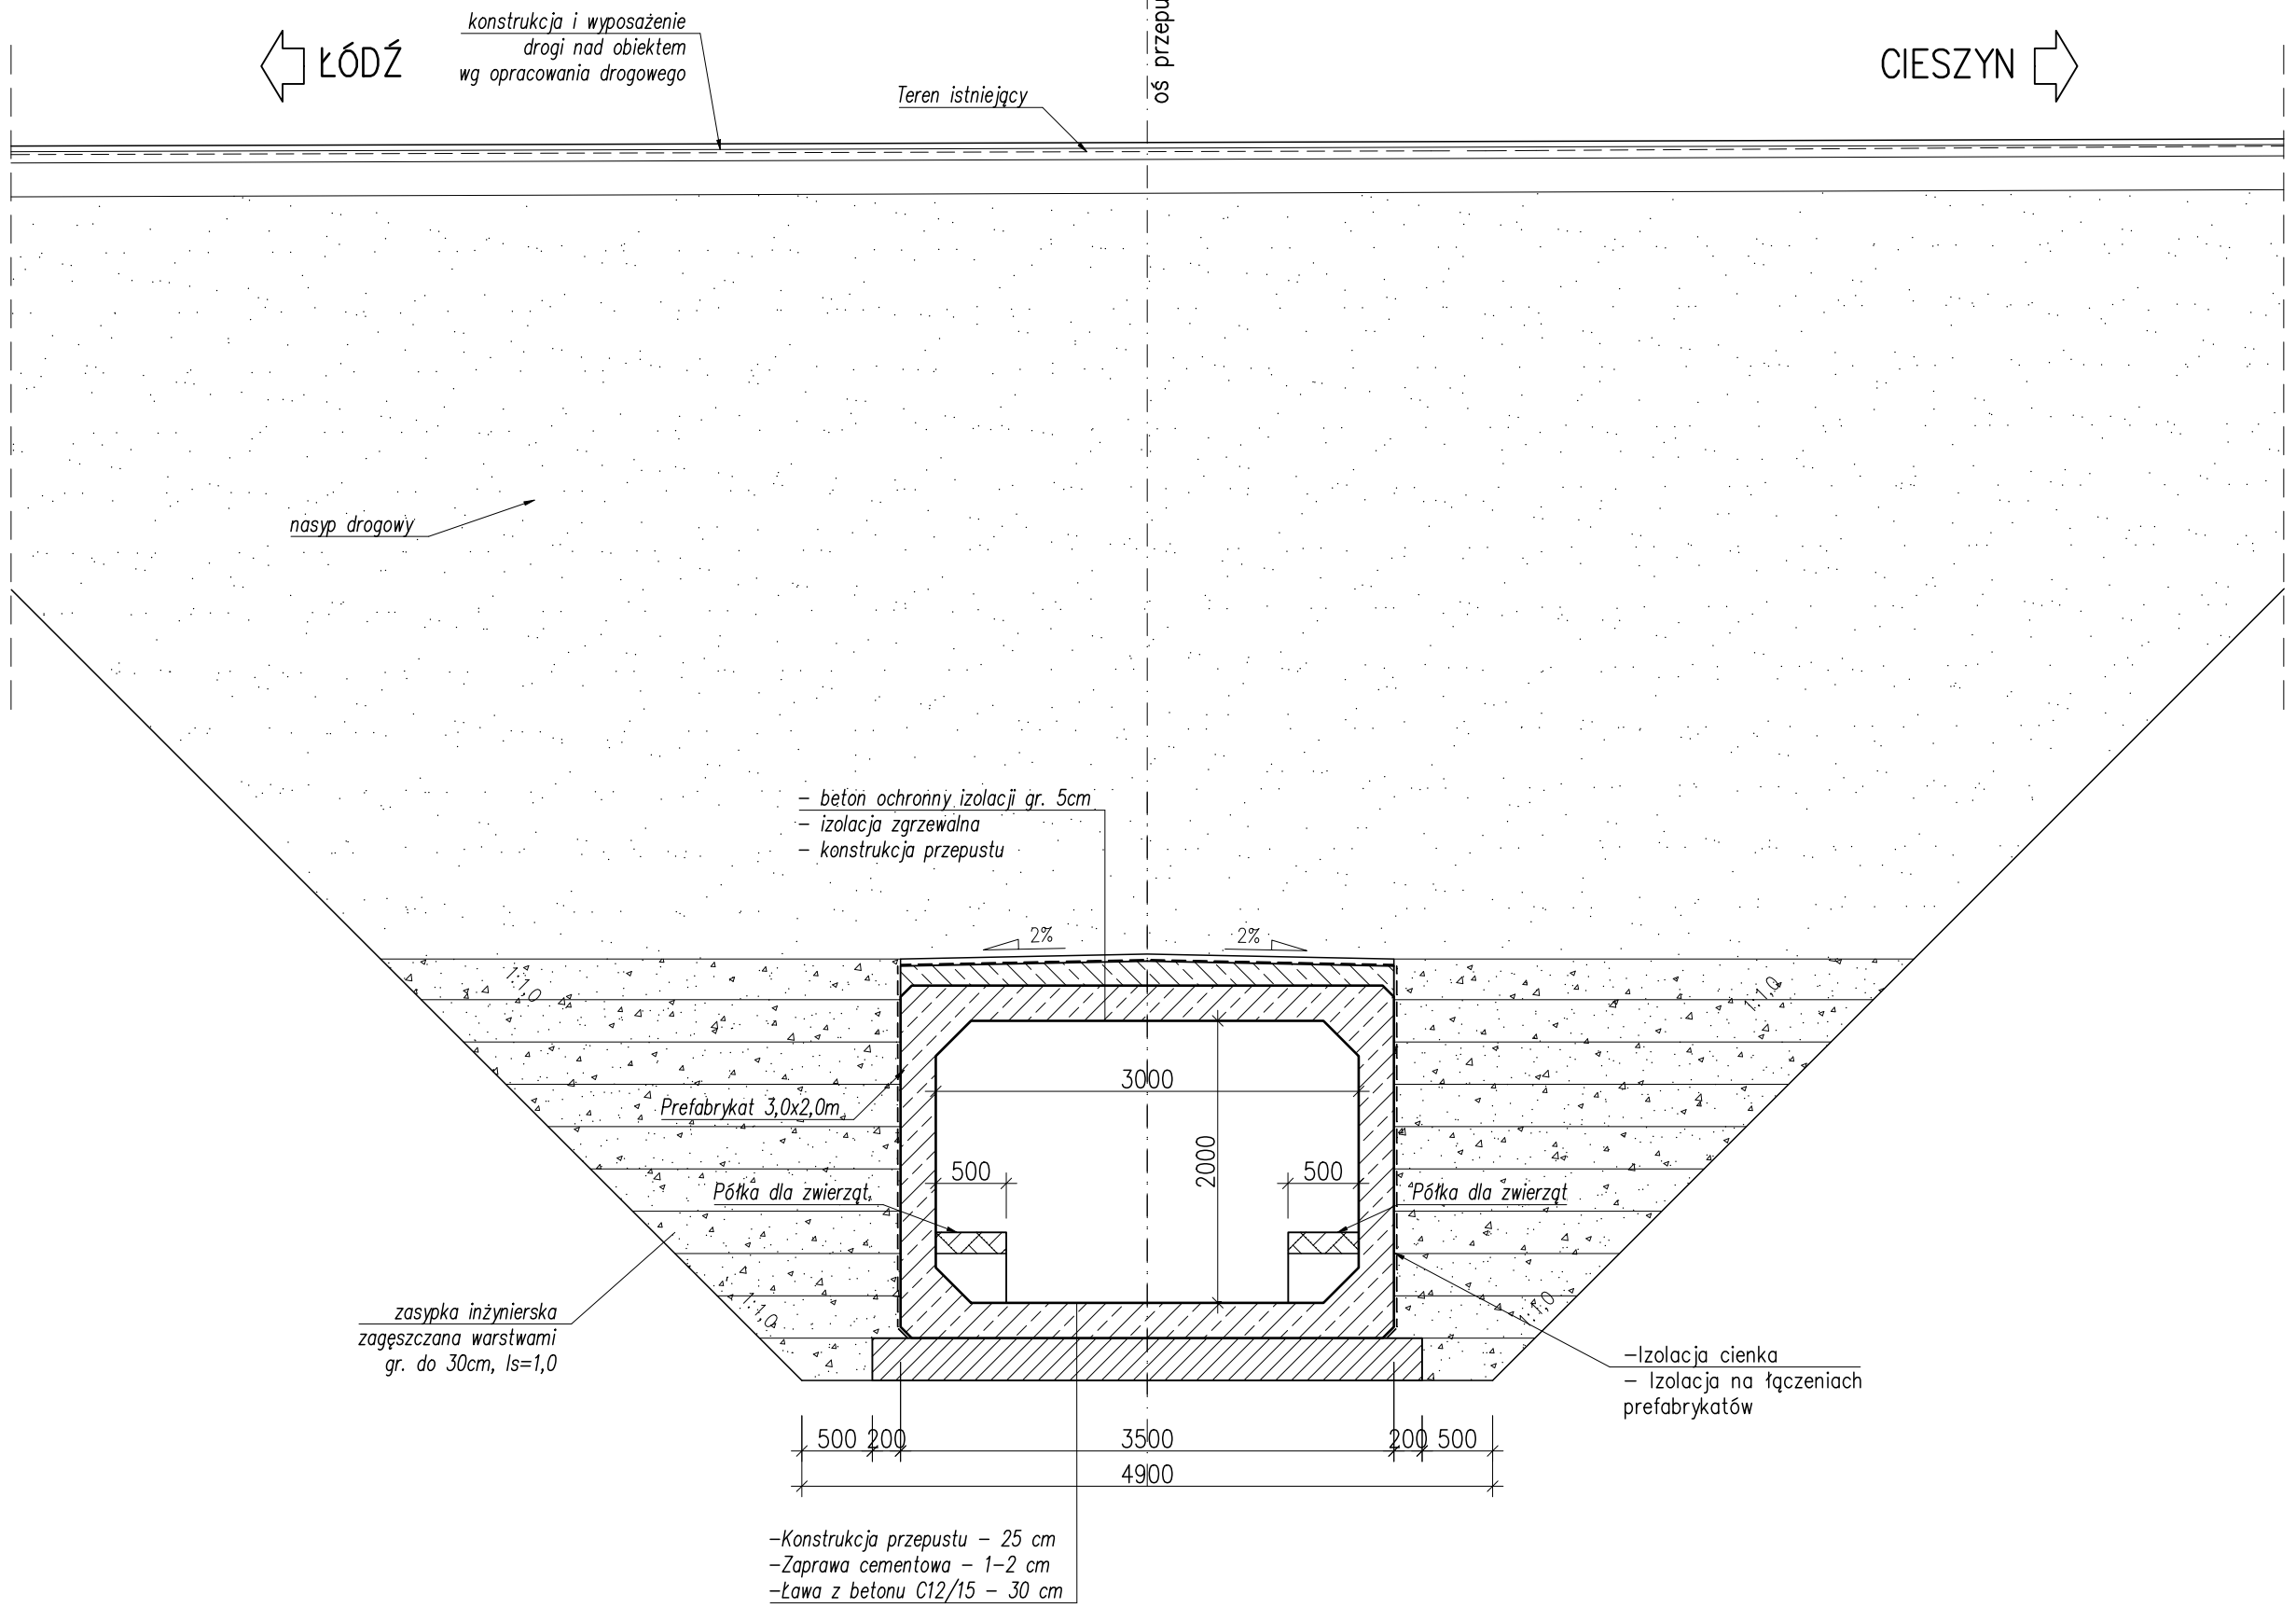 konstrukcja i wyposażenie
drogi nad obiektem
wg opracowania drogowego
ŁÓDŹ
Teren istniejący
oś
CIESZYN
nasyp drogowy
- beton ochronny izolacji gr. 5cm
- izolacja zgrzewalna
- konstrukcja przepustu
2%
2%
1:1,0
1:1,0
3000
Prefabrykat 3,0x2,0m
2000
500
500
Półka dla zwierząt
Półka dla zwierząt
1:1,0
1:1,0
zasypka inżynierska
zagęszczana warstwami
gr. do 30cm, Is=1,0
-Izolacja cienka
- Izolacja na łączeniach
prefabrykatów
500 200 3500 200 500
4900
-Konstrukcja przepustu - 25 cm
-Zaprawa cementowa - 1-2 cm
-Ława z betonu C12/15 - 30 cm